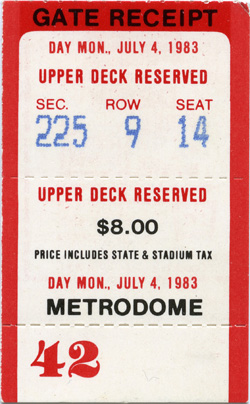 GATE RECEiPT
DAY MON., JULY 4, 1983
UPPER DECK RESERVED
SEC. ROW SEAT
225 9 14
UPPER DECK RESERVED
$8.00
PRICE INCLUDES STATE & STADIUM TAX
DAY MON., JULY 4, 1983
METRODOME
42